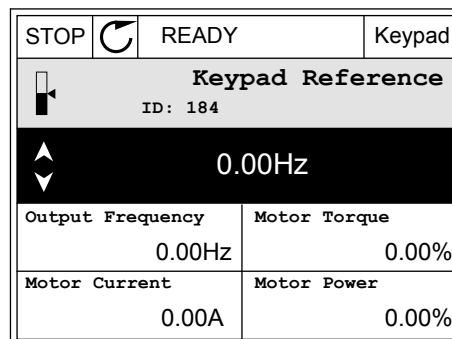 STOP READY Keypad
Keypad Reference
ID: 184
0.00Hz
Output Frequency Motor Torque
0.00Hz 0.00%
Motor Current Motor Power
0.00A 0.00%